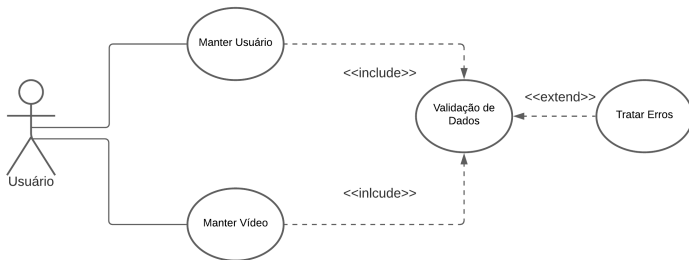 Manter Usuário
<<include>>
Validação de
Dados
<<extend>>
Tratar Erros
Usuário
<<inlcude>>
Manter Vídeo